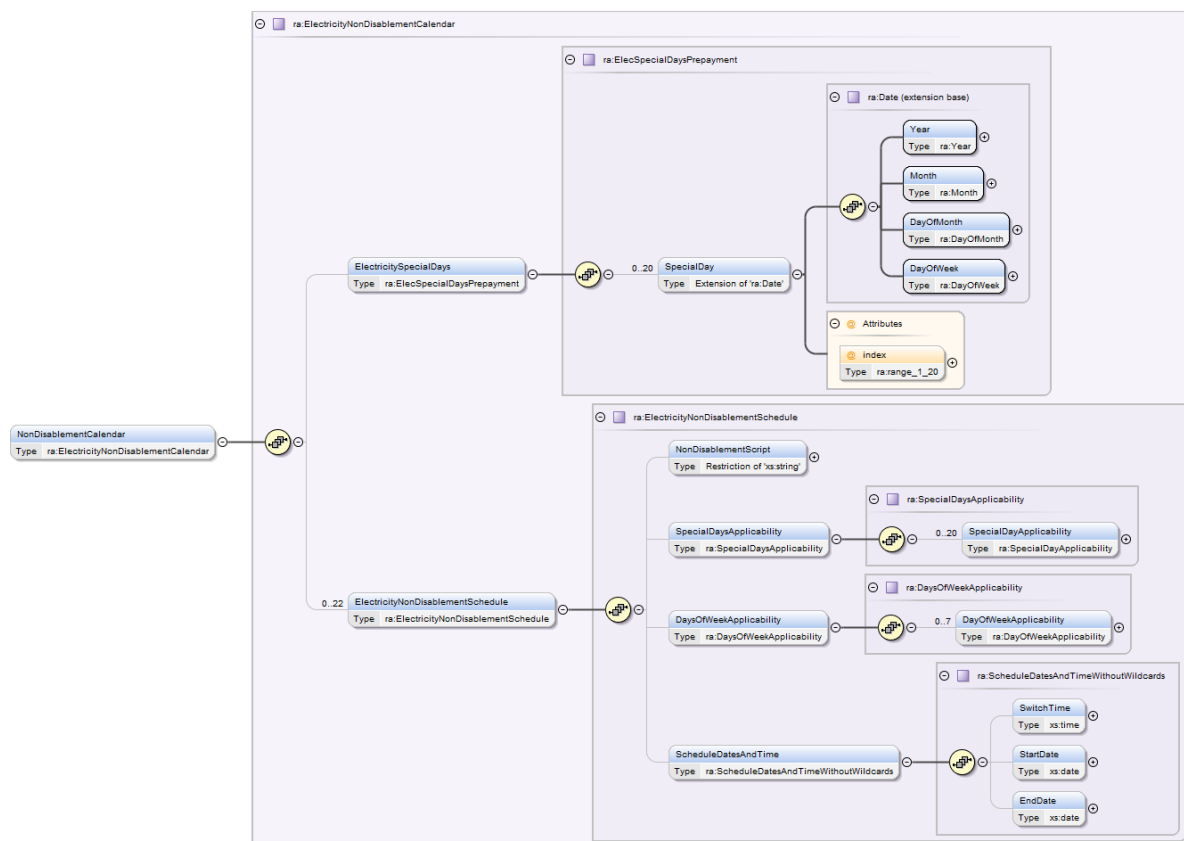 ra:ElectricityNonDisablementCalendar
ra:ElecSpecialDaysPrepayment
ra:Date (extension base)
Year
Type ra:Year
Month
Type ra:Month
DayOfMonth
Type ra:DayOfMonth
DayOfWeek
Type ra:DayOfWeek
ElectricitySpecialDays
Type ra:ElecSpecialDaysPrepayment
0..20
SpecialDay
Type Extension of 'ra:Date'
@ Attributes
@ index
Type ra:range_1_20
NonDisablementCalendar
Type ra:ElectricityNonDisablementCalendar
ra:ElectricityNonDisablementSchedule
NonDisablementScript
Type Restriction of 'xs:string'
ra:SpecialDaysApplicability
SpecialDaysApplicability
Type ra:SpecialDaysApplicability
0..20
SpecialDayApplicability
Type ra:SpecialDayApplicability
0..22
ElectricityNonDisablementSchedule
Type ra:ElectricityNonDisablementSchedule
ra:DaysOfWeekApplicability
DaysOfWeekApplicability
Type ra:DaysOfWeekApplicability
0..7
DayOfWeekApplicability
Type ra:DayOfWeekApplicability
ra:ScheduleDatesAndTimeWithoutWildcards
SwitchTime
Type xs:time
ScheduleDatesAndTime
Type ra:ScheduleDatesAndTimeWithoutWildcards
StartDate
Type xs:date
EndDate
Type xs:date